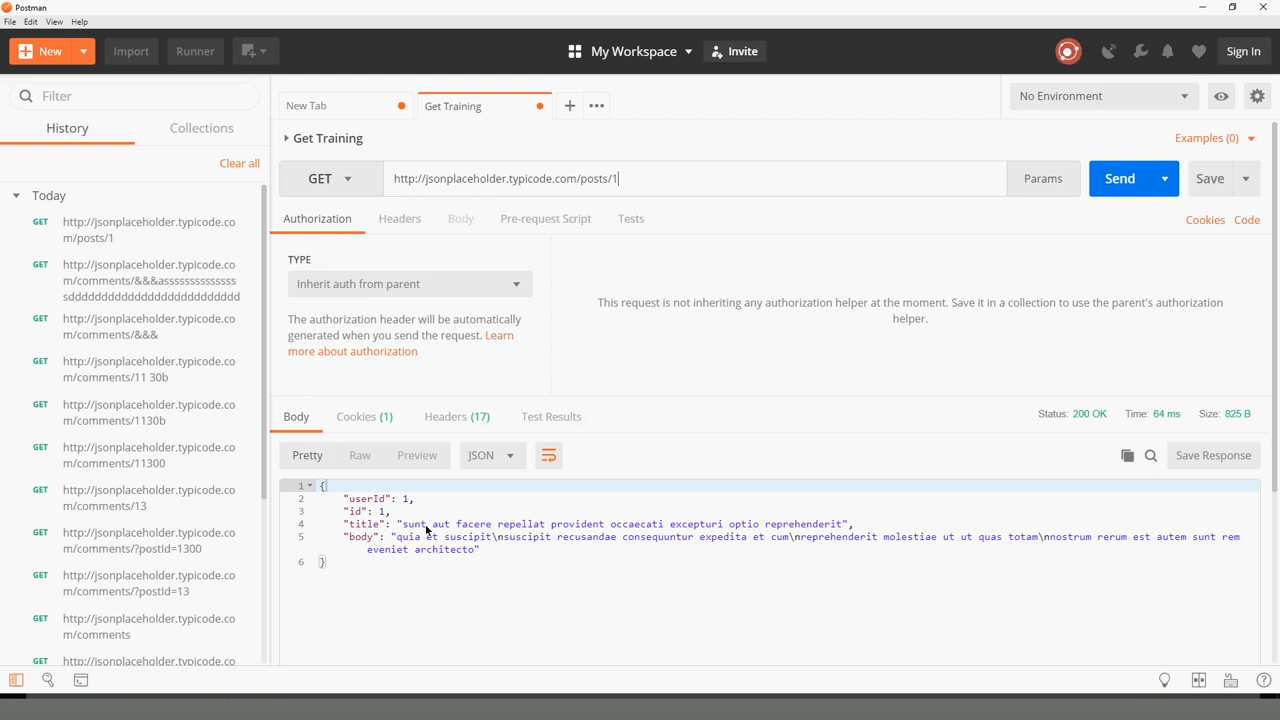 Postman
File Edit View Help
New Import Runner My Workspace Invite Sign In
Filter
History Collections
Clear all
Today
GET http://jsonplaceholder.typicode.co
m/posts/1
GET http://jsonplaceholder.typicode.co
m/comments/&&&assssssssssssss
sdddddddddddddddddddddddddd
GET http://jsonplaceholder.typicode.co
m/comments/&&&
GET http://jsonplaceholder.typicode.co
m/comments/11 30b
GET http://jsonplaceholder.typicode.co
m/comments/1130b
GET http://jsonplaceholder.typicode.co
m/comments/11300
GET http://jsonplaceholder.typicode.co
m/comments/13
GET http://jsonplaceholder.typicode.co
m/comments/?postId=1300
GET http://jsonplaceholder.typicode.co
m/comments/?postId=13
GET http://jsonplaceholder.typicode.co
m/comments
GET http://jsonplaceholder.typicode.co
New Tab Get Training
No Environment
Get Training Examples (0)
GET http://jsonplaceholder.typicode.com/posts/1 Params Send Save
Authorization Headers Body Pre-request Script Tests Cookies Code
TYPE
Inherit auth from parent
The authorization header will be automatically
generated when you send the request. Learn
more about authorization
This request is not inheriting any authorization helper at the moment. Save it in a collection to use the parent's authorization
helper.
Body Cookies (1) Headers (17) Test Results Status: 200 OK Time: 64 ms Size: 825 B
Pretty Raw Preview JSON Save Response
1 {
2 "userId": 1,
3 "id": 1,
4 "title": "sunt aut facere repellat provident occaecati excepturi optio reprehenderit",
5 "body": "quia et suscipit\nsuscipit recusandae consequuntur expedita et cum\nreprehenderit molestiae ut ut quas totam\nnostrum rerum est autem sunt rem
eveniet architecto"
6 }